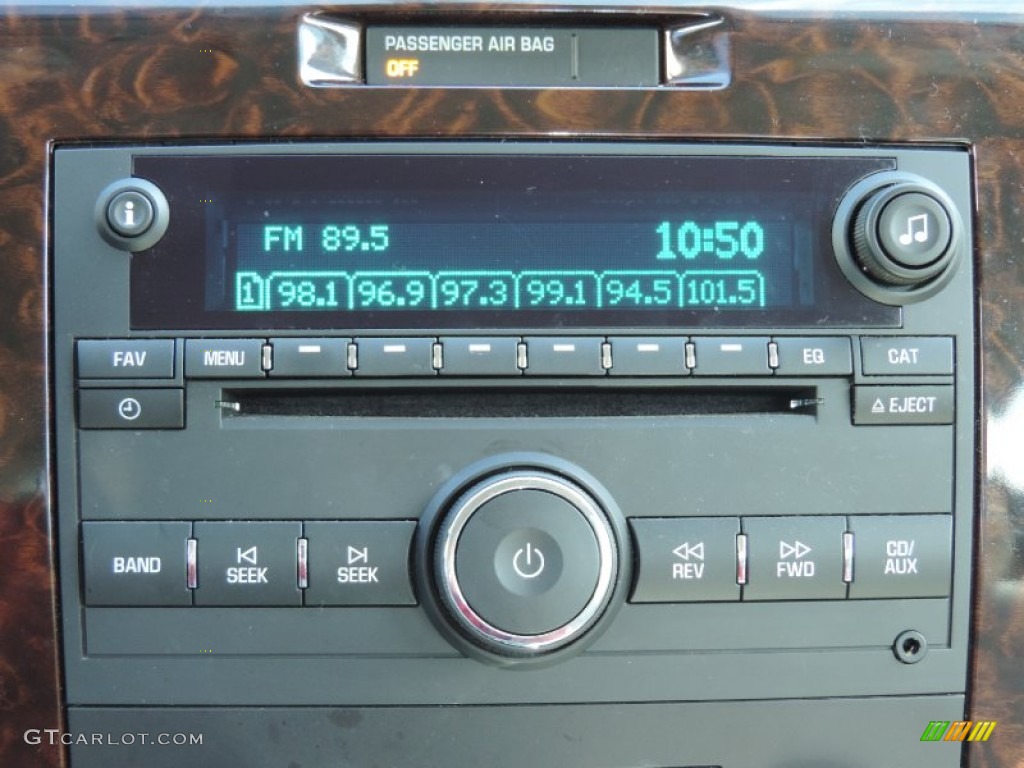 PASSENGER AIR BAG
OFF
i
FM 89.5 10:50
1 98.1 96.9 97.3 99.1 94.5 101.5
FAV MENU EQ CAT
EJECT
BAND SEEK SEEK REV FWD CD/
AUX
GTCARLOT.COM